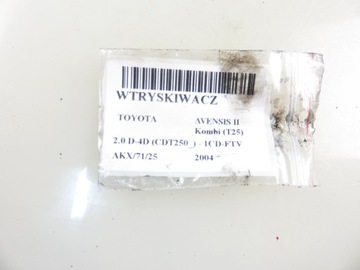 WTRYSKIWACZ
TOYOTA AVENSIS II
Kombi (T25)
2.0 D-4D (CDT250_) - 1CD-FTV
AKX/71/25 2004